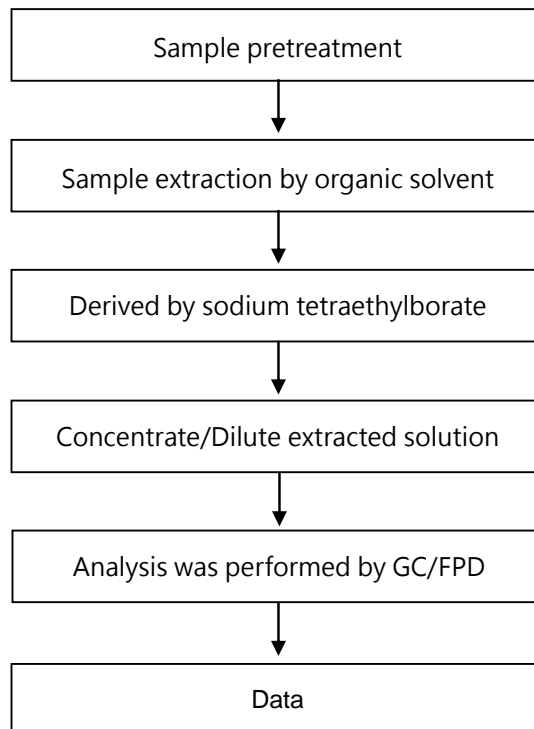 Sample pretreatment
Sample extraction by organic solvent
Derived by sodium tetraethylborate
Concentrate/Dilute extracted solution
Analysis was performed by GC/FPD
Data